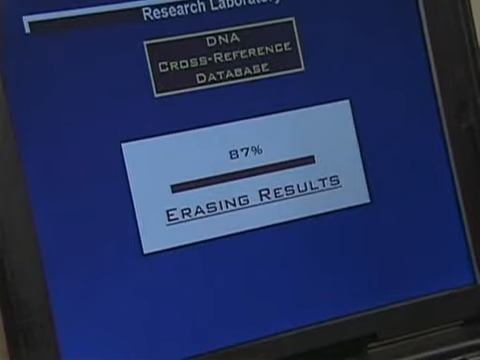 Research Laboratory
DNA
Cross-Reference
Database
87%
Erasing Results